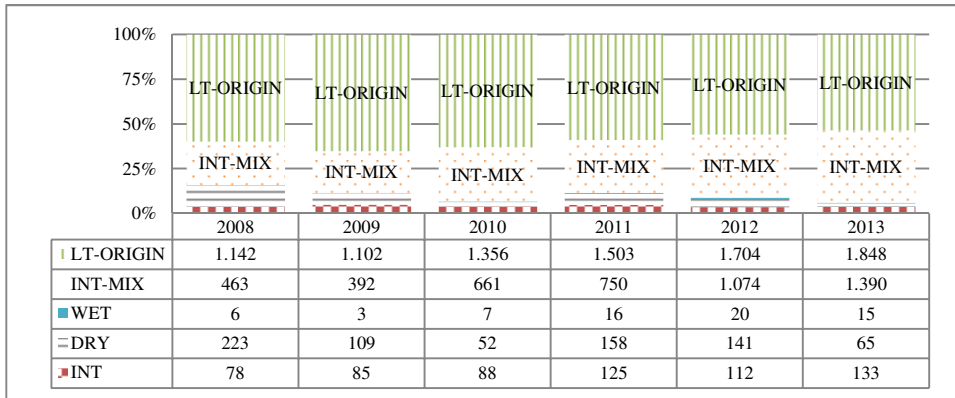 100%
75%
50%
25%
0%
LT-ORIGIN LT-ORIGIN LT-ORIGIN LT-ORIGIN LT-ORIGIN LT-ORIGIN
INT-MIX INT-MIX INT-MIX INT-MIX INT-MIX INT-MIX
2008 2009 2010 2011 2012 2013
LT-ORIGIN 1.142 1.102 1.356 1.503 1.704 1.848
INT-MIX 463 392 661 750 1.074 1.390
WET 6 3 7 16 20 15
DRY 223 109 52 158 141 65
INT 78 85 88 125 112 133